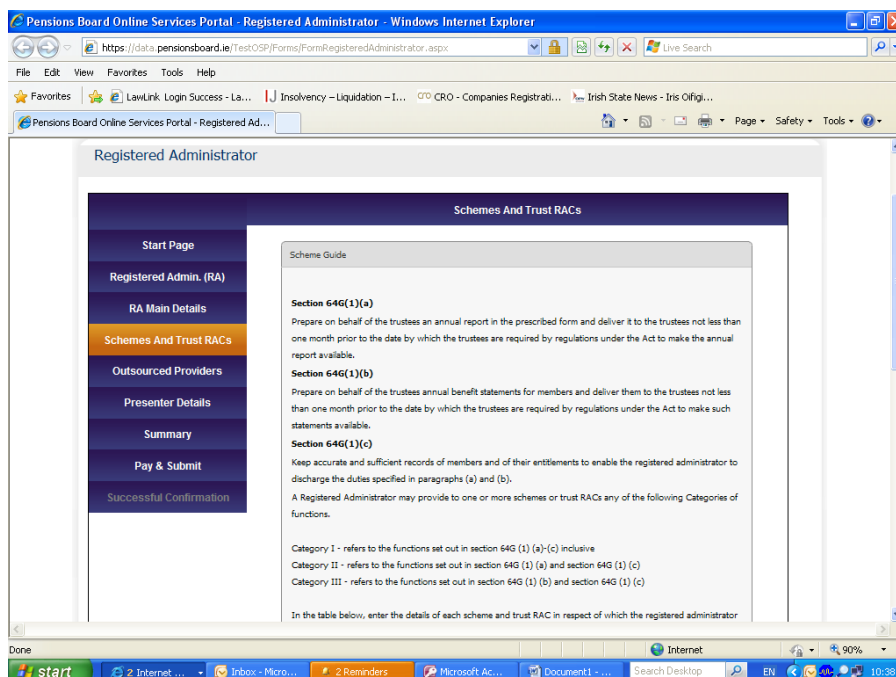 Pensions Board Online Services Portal - Registered Administrator - Windows Internet Explorer
https://data.pensionsboard.ie/TestOSP/Forms/FormRegisteredAdministrator.aspx
Live Search
File Edit View Favorites Tools Help
Favorites LawLink Login Success - La... Insolvency – Liquidation – I... CRO - Companies Registrati... Irish State News - Iris Oifigi...
Pensions Board Online Services Portal - Registered Ad...
Page Safety Tools
Registered Administrator
Schemes And Trust RACs
Start Page
Registered Admin. (RA)
RA Main Details
Schemes And Trust RACs
Outsourced Providers
Presenter Details
Summary
Pay & Submit
Successful Confirmation
Scheme Guide
Section 64G(1)(a)
Prepare on behalf of the trustees an annual report in the prescribed form and deliver it to the trustees not less than
one month prior to the date by which the trustees are required by regulations under the Act to make the annual
report available.
Section 64G(1)(b)
Prepare on behalf of the trustees annual benefit statements for members and deliver them to the trustees not less
than one month prior to the date by which the trustees are required by regulations under the Act to make such
statements available.
Section 64G(1)(c)
Keep accurate and sufficient records of members and of their entitlements to enable the registered administrator to
discharge the duties specified in paragraphs (a) and (b).
A Registered Administrator may provide to one or more schemes or trust RACs any of the following Categories of
functions.
Category I - refers to the functions set out in section 64G (1) (a)-(c) inclusive
Category II - refers to the functions set out in section 64G (1) (a) and section 64G (1) (c)
Category III - refers to the functions set out in section 64G (1) (b) and section 64G (1) (c)
In the table below, enter the details of each scheme and trust RAC in respect of which the registered administrator
Done Internet 90%
start 2 Internet ... Inbox - Micro... 2 Reminders Microsoft Ac... Document1 - ... Search Desktop EN 10:38